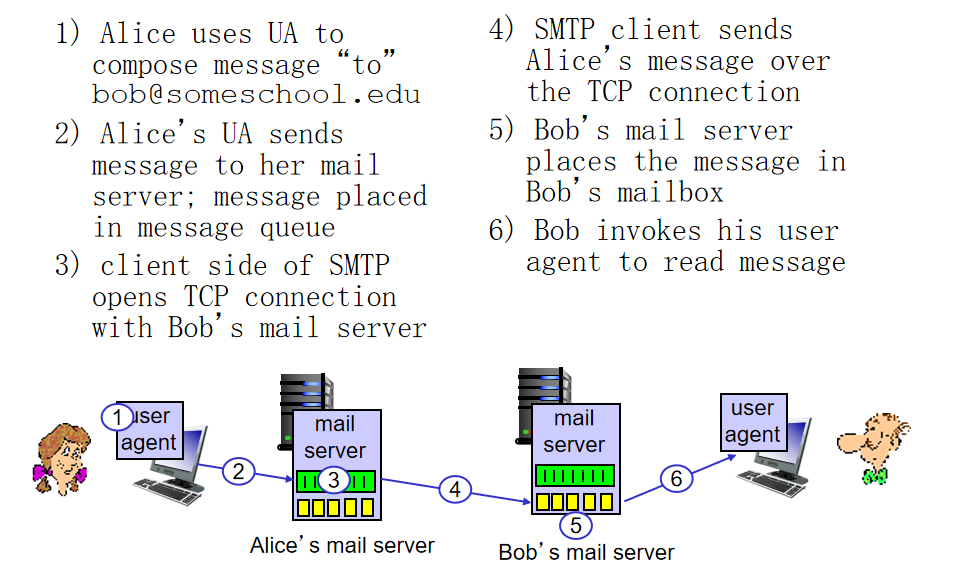 1) Alice uses UA to
compose message “to”
bob@someschool.edu
2) Alice’s UA sends
message to her mail
server; message placed
in message queue
3) client side of SMTP
opens TCP connection
with Bob’s mail server
4) SMTP client sends
Alice’s message over
the TCP connection
5) Bob’s mail server
places the message in
Bob’s mailbox
6) Bob invokes his user
agent to read message
1
user
agent
2
mail
server
3
Alice’s mail server
4
mail
server
5
Bob’s mail server
6
user
agent